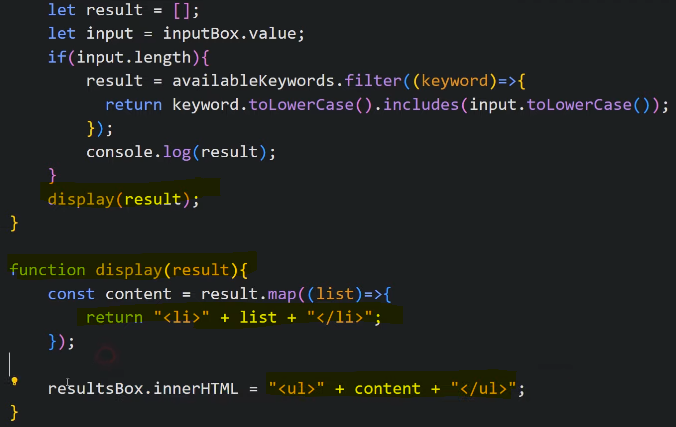 let result = [];
let input = inputBox.value;
if(input.length){
result = availableKeywords.filter((keyword)=>{
return keyword.toLowerCase().includes(input.toLowerCase());
});
console.log(result);
}
display(result);
}
function display(result){
const content = result.map((list)=>{
return "<li>" + list + "</li>";
});
resultsBox.innerHTML = "<ul>" + content + "</ul>";
}